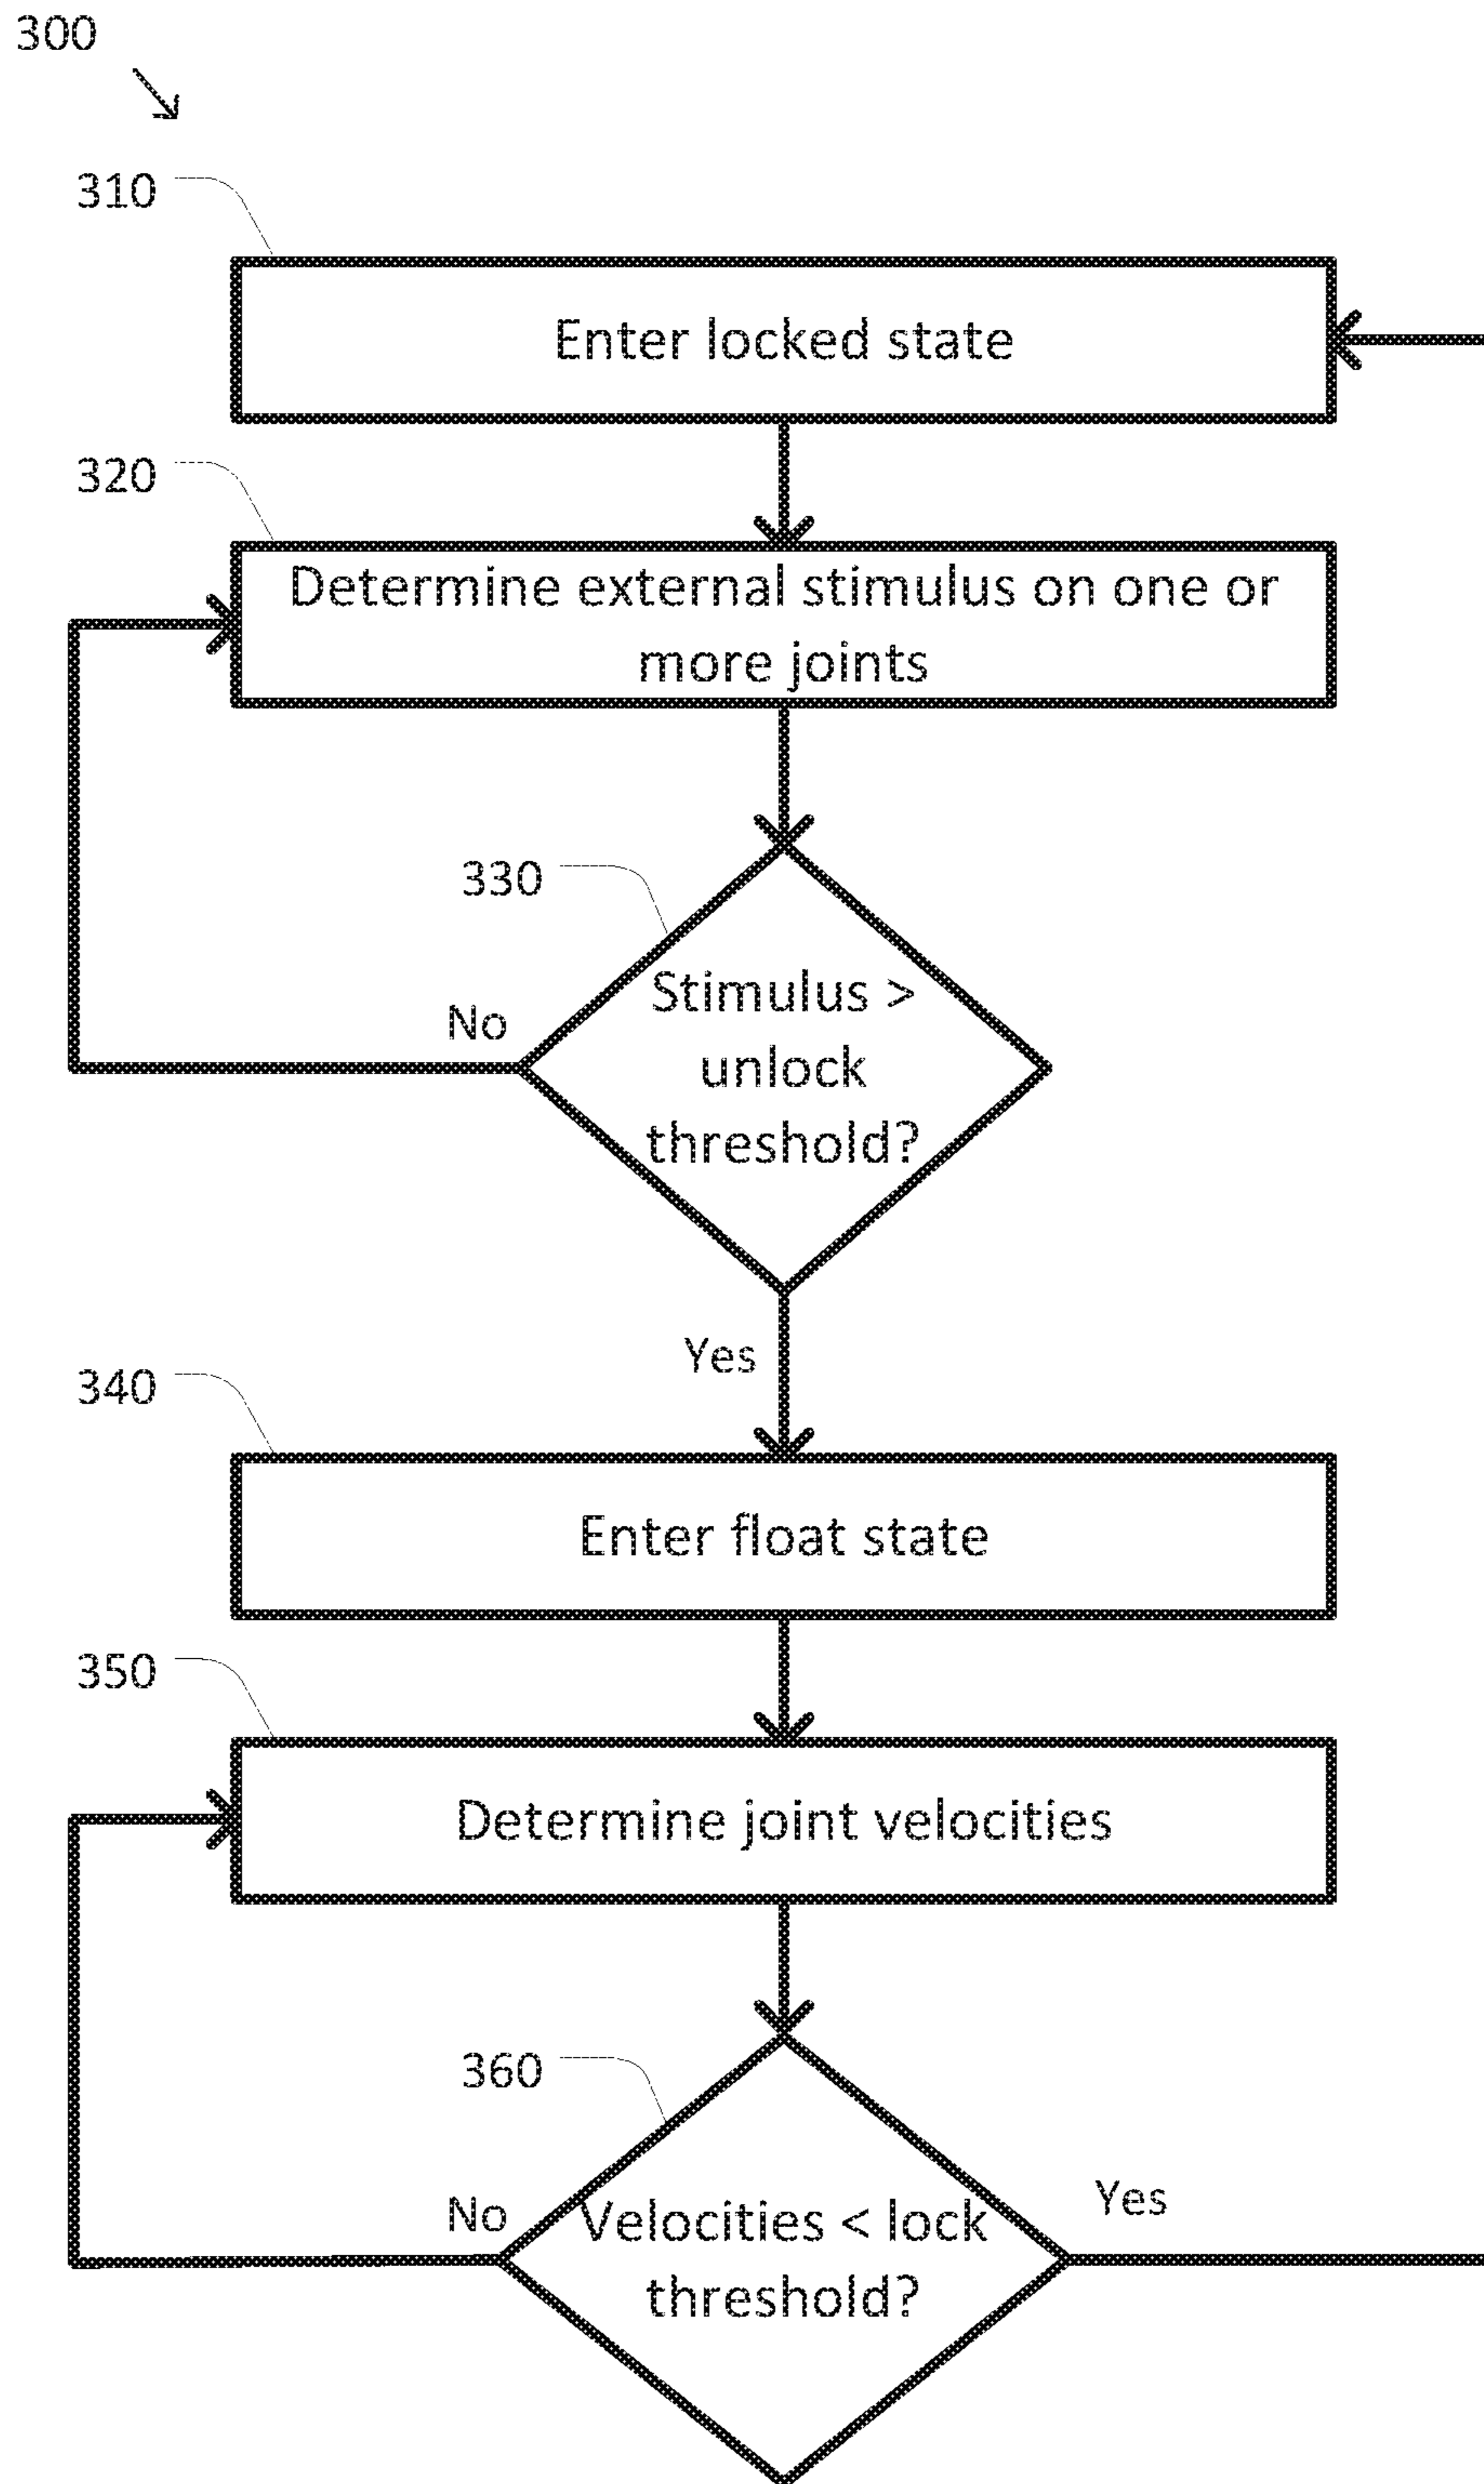 300
310
Enter locked state
320
Determine external stimulus on one or
more joints
330
Stimulus >
unlock
threshold?
No
Yes
340
Enter float state
350
Determine joint velocities
360
Velocities < lock
threshold?
No
Yes